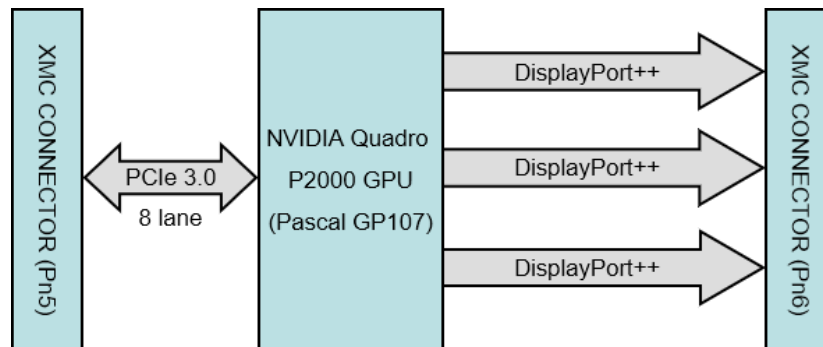 XMC CONNECTOR (Pn5)
PCIe 3.0
8 lane
NVIDIA Quadro
P2000 GPU
(Pascal GP107)
DisplayPort++
DisplayPort++
DisplayPort++
XMC CONNECTOR (Pn6)